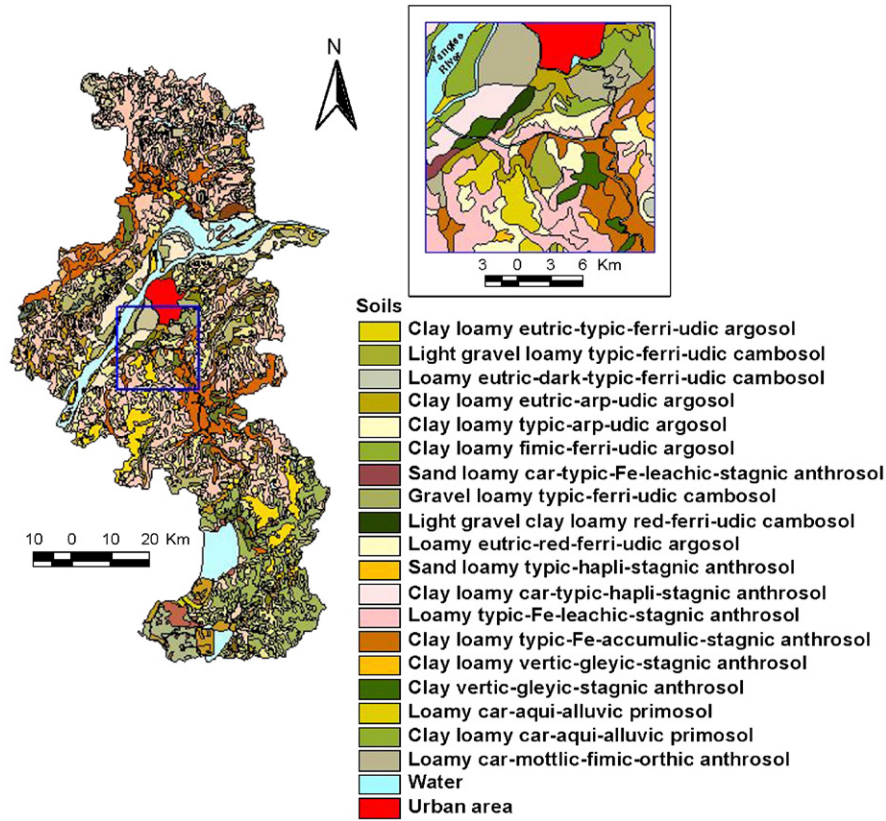 N
Yangtse
River
3 0 3 6 Km
Soils
Clay loamy eutric-typic-ferri-udic argosol
Light gravel loamy typic-ferri-udic cambosol
Loamy eutric-dark-typic-ferri-udic cambosol
Clay loamy eutric-arp-udic argosol
Clay loamy typic-arp-udic argosol
Clay loamy fimic-ferri-udic argosol
Sand loamy car-typic-Fe-leachic-stagnic anthrosol
Gravel loamy typic-ferri-udic cambosol
Light gravel clay loamy red-ferri-udic cambosol
Loamy eutric-red-ferri-udic argosol
Sand loamy typic-hapli-stagnic anthrosol
Clay loamy car-typic-hapli-stagnic anthrosol
Loamy typic-Fe-leachic-stagnic anthrosol
Clay loamy typic-Fe-accumulic-stagnic anthrosol
Clay loamy vertic-gleyic-stagnic anthrosol
Clay vertic-gleyic-stagnic anthrosol
Loamy car-aqui-alluvic primosol
Clay loamy car-aqui-alluvic primosol
Loamy car-mottlic-fimic-orthic anthrosol
Water
Urban area
10 0 10 20 Km